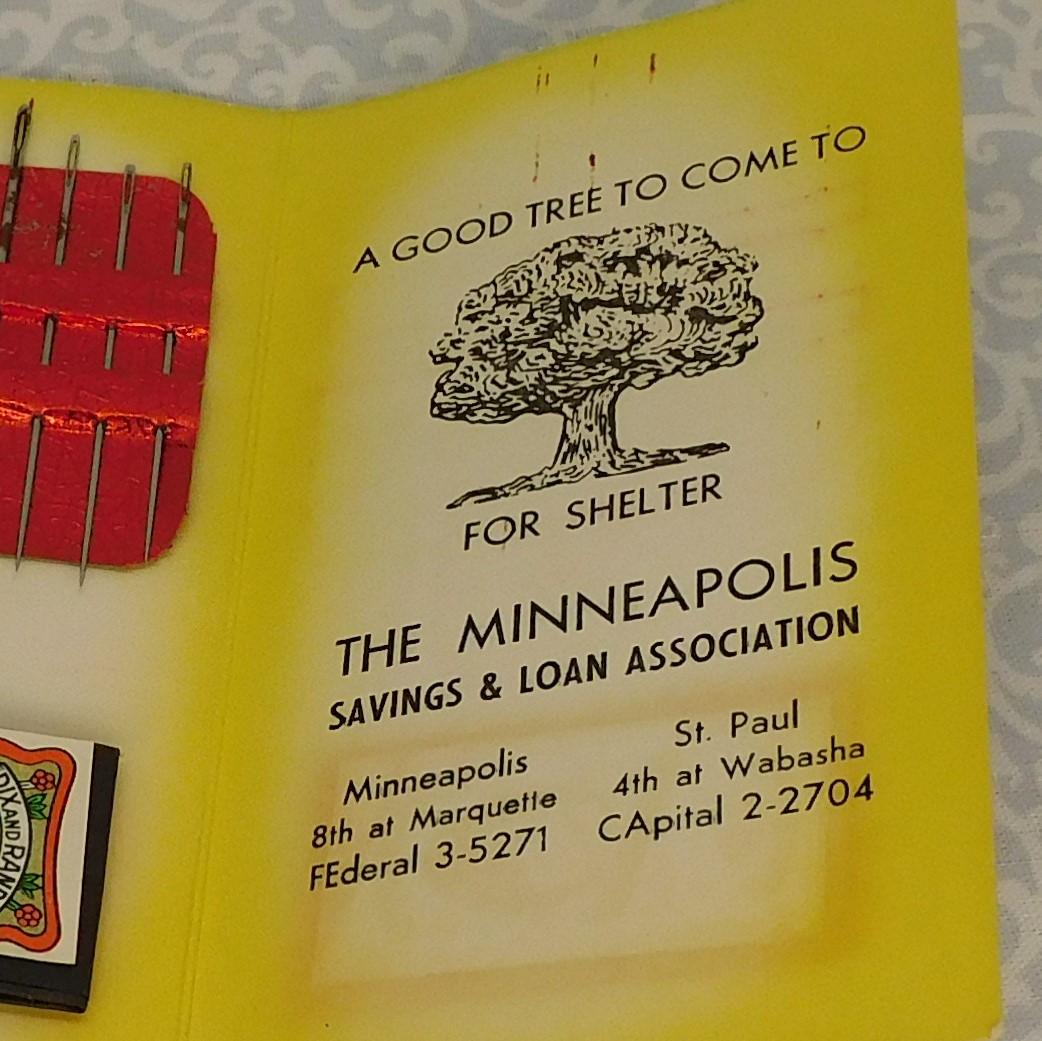 A GOOD TREE TO COME TO
FOR SHELTER
THE MINNEAPOLIS
SAVINGS & LOAN ASSOCIATION
Minneapolis
8th at Marquette
FEderal 3-5271
St. Paul
4th at Wabasha
CApital 2-2704
AND